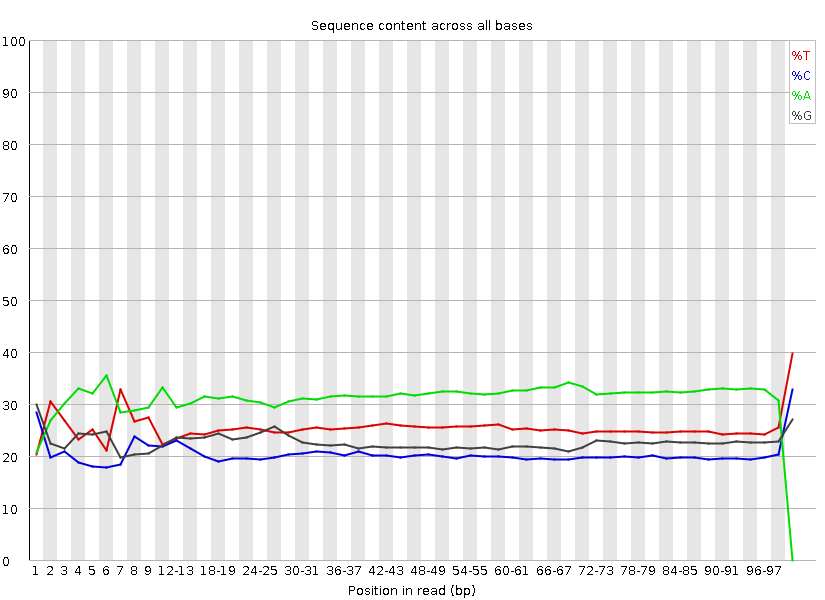 Sequence content across all bases
100
90
80
70
60
50
40
30
20
10
0
%T
%C
%A
%G
1 2 3 4 5 6 7 8 9 12-13 18-19 24-25 30-31 36-37 42-43 48-49 54-55 60-61 66-67 72-73 78-79 84-85 90-91 96-97
Position in read (bp)